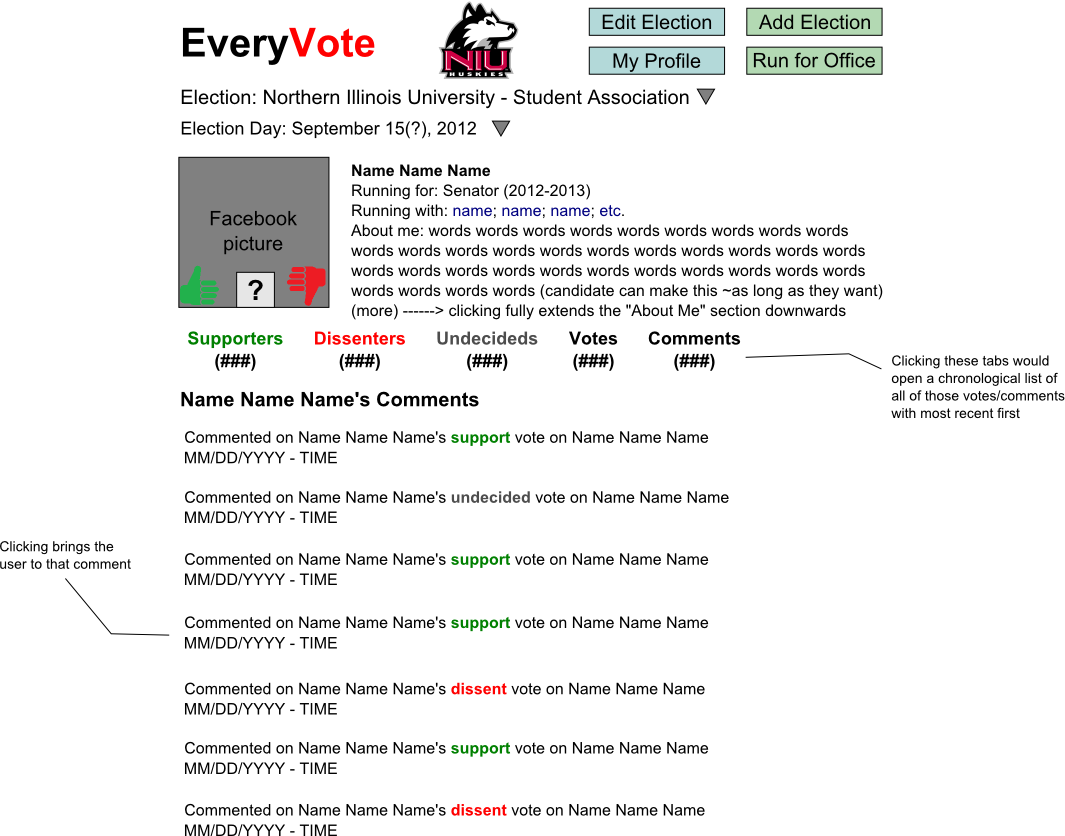 EveryVote
NIU
HUSKIES
Edit Election
Add Election
My Profile
Run for Office
Election: Northern Illinois University - Student Association
Election Day: September 15(?), 2012
Facebook
picture
?
Name Name Name
Running for: Senator (2012-2013)
Running with: name; name; name; etc.
About me: words words words words words words words words words
words words words words words words words words words words words
words words words words words words words words words words words
words words words words (candidate can make this ~as long as they want)
(more) ------> clicking fully extends the "About Me" section downwards
Supporters
(###)
Dissenters
(###)
Undecideds
(###)
Votes
(###)
Comments
(###)
Clicking these tabs would
open a chronological list of
all of those votes/comments
with most recent first
Name Name Name's Comments
Commented on Name Name Name's support vote on Name Name Name
MM/DD/YYYY - TIME
Commented on Name Name Name's undecided vote on Name Name Name
MM/DD/YYYY - TIME
Clicking brings the
user to that comment
Commented on Name Name Name's support vote on Name Name Name
MM/DD/YYYY - TIME
Commented on Name Name Name's support vote on Name Name Name
MM/DD/YYYY - TIME
Commented on Name Name Name's dissent vote on Name Name Name
MM/DD/YYYY - TIME
Commented on Name Name Name's support vote on Name Name Name
MM/DD/YYYY - TIME
Commented on Name Name Name's dissent vote on Name Name Name
MM/DD/YYYY - TIME